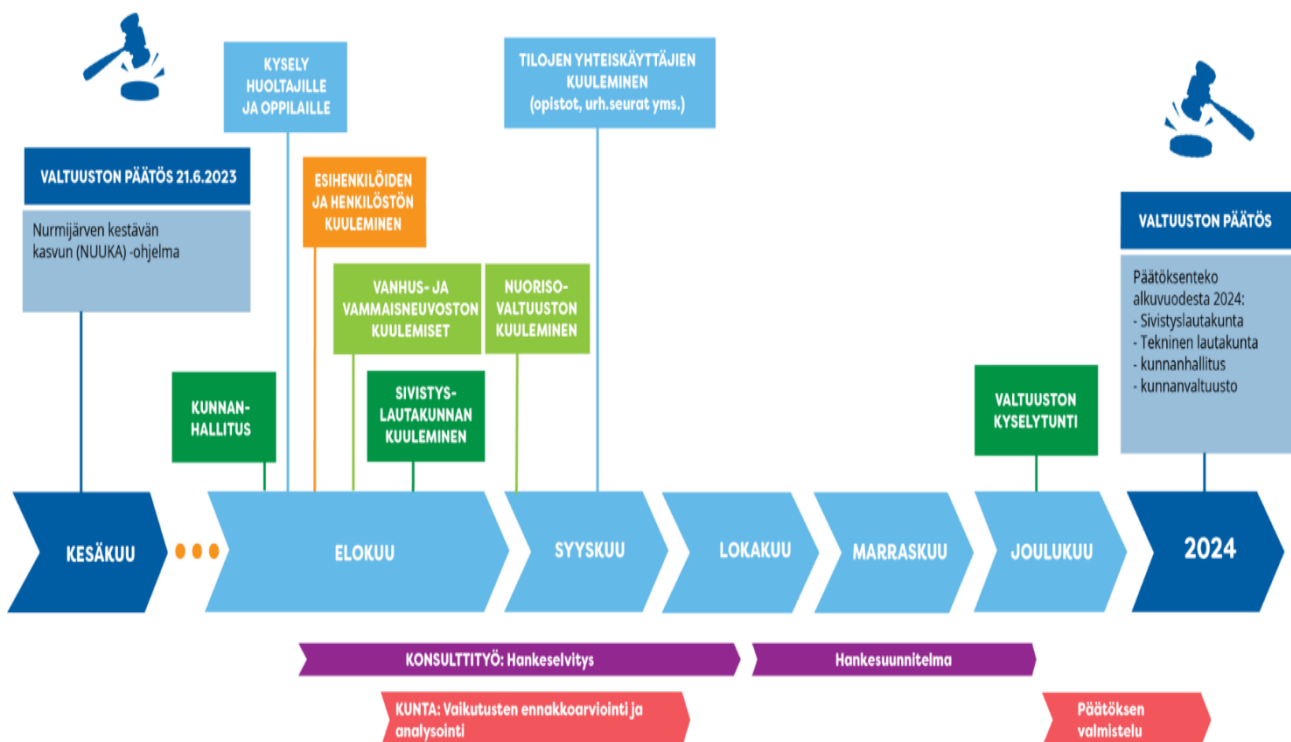 VALTUUSTON PÄÄTÖS 21.6.2023
Nurmijärven kestävän
kasvun (NUUKA) -ohjelma
KUNNAN-
HALLITUS
KYSELY
HUOLTAJILLE
JA OPPILAILLE
ESIHENKILÖIDEN
JA HENKILÖSTÖN
KUULEMINEN
VANHUS- JA
VAMMAISNEUVOSTON
KUULEMISET
SIVISTYS-
LAUTAKUNNAN
KUULEMINEN
NUORISO-
VALTUUSTON
KUULEMINEN
TILOJEN YHTEISKÄYTTÄJIEN
KUULEMINEN
(opistot, urh.seurat yms.)
VALTUUSTON
KYSELYTUNTI
VALTUUSTON PÄÄTÖS
Päätöksenteko
alkuvuodesta 2024:
- Sivistyslautakunta
- Tekninen lautakunta
- kunnanhallitus
- kunnanvaltuusto
KESÄKUU
ELOKUU
SYYSKUU
LOKAKUU
MARRASKUU
JOULUKUU
2024
KONSULTTITYÖ: Hankeselvitys
Hankesuunnitelma
KUNTA: Vaikutusten ennakkoarviointi ja
analysointi
Päätöksen
valmistelu